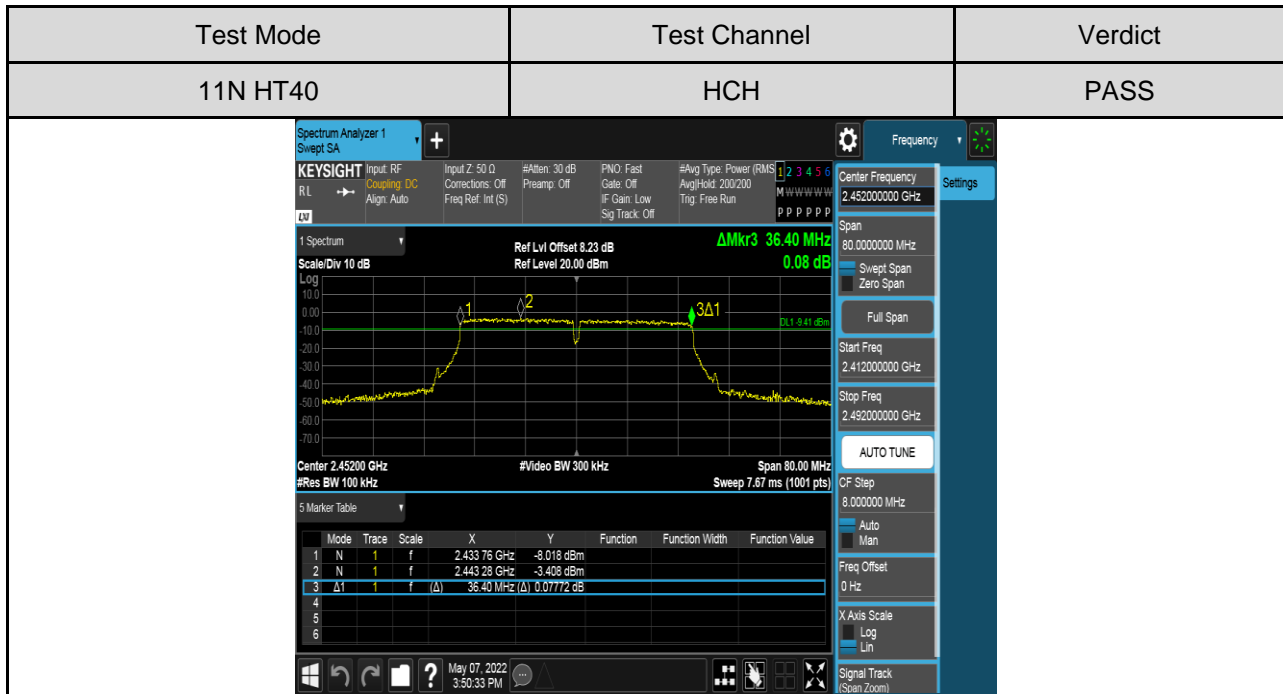 Test Mode Test Channel Verdict
11N HT40 HCH PASS
Spectrum Analyzer 1
Swept SA
+
Frequency
KEYSIGHT
RL
LXI
Input: RF
Coupling: DC
Align: Auto
Input Z: 50 Ω
Corrections: Off
Freq Ref: Int (S)
#Atten: 30 dB
Preamp: Off
PNO: Fast
Gate: Off
IF Gain: Low
Sig Track: Off
#Avg Type: Power (RMS
Avg|Hold: 200/200
Trig: Free Run
1 2 3 4 5 6
M W W W W W
P P P P P P
1 Spectrum
Scale/Div 10 dB
Ref Lvl Offset 8.23 dB
Ref Level 20.00 dBm
ΔMkr3 36.40 MHz
0.08 dB
Log
10.0
0.00
-10.0
-20.0
-30.0
-40.0
-50.0
-60.0
-70.0
1
2
3Δ1
DL1 -9.41 dBm
Center 2.45200 GHz #Video BW 300 kHz Span 80.00 MHz
#Res BW 100 kHz Sweep 7.67 ms (1001 pts)
5 Marker Table
Mode Trace Scale X Y Function Function Width Function Value
1 N 1 f 2.433 76 GHz -8.018 dBm
2 N 1 f 2.443 28 GHz -3.408 dBm
3 Δ1 1 f (Δ) 36.40 MHz (Δ) 0.07772 dB
4
5
6
?
May 07, 2022
3:50:33 PM
Center Frequency
2.452000000 GHz
Settings
Span
80.0000000 MHz
Swept Span
Zero Span
Full Span
Start Freq
2.412000000 GHz
Stop Freq
2.492000000 GHz
AUTO TUNE
CF Step
8.000000 MHz
Auto
Man
Freq Offset
0 Hz
X Axis Scale
Log
Lin
Signal Track
(Span Zoom)